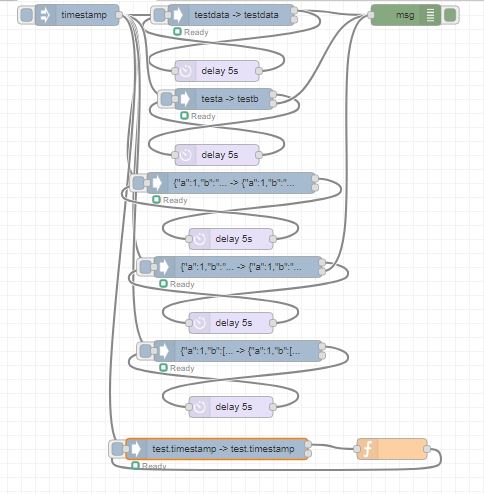 timestamp
testdata -> testdata
msg
Ready
delay 5s
testa -> testb
Ready
delay 5s
{"a":1,"b":"... -> {"a":1,"b":"...
Ready
delay 5s
{"a":1,"b":"... -> {"a":1,"b":"...
Ready
delay 5s
{"a":1,"b":[... -> {"a":1,"b":[...
Ready
delay 5s
test.timestamp -> test.timestamp
f
Ready